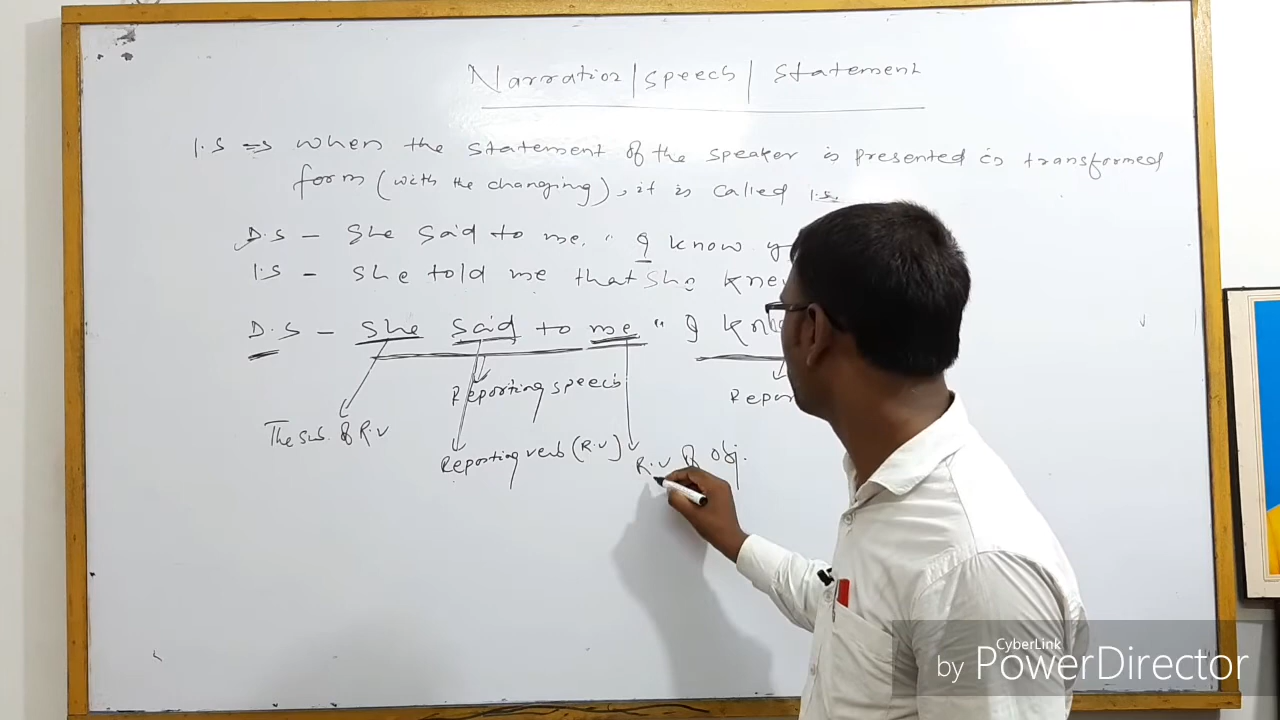 Narration/speech/statement
I.S ⇒ when the statement of the speaker is presented in transformed
form (with the changing), it is called I.S.
D.S - She said to me, "I know
I.S - She told me that she
D.S - She said to me "I
Reporting speech
The sub. of R.V
Reporting verb (R.V)
R.V of obj.
CyberLink
by PowerDirector